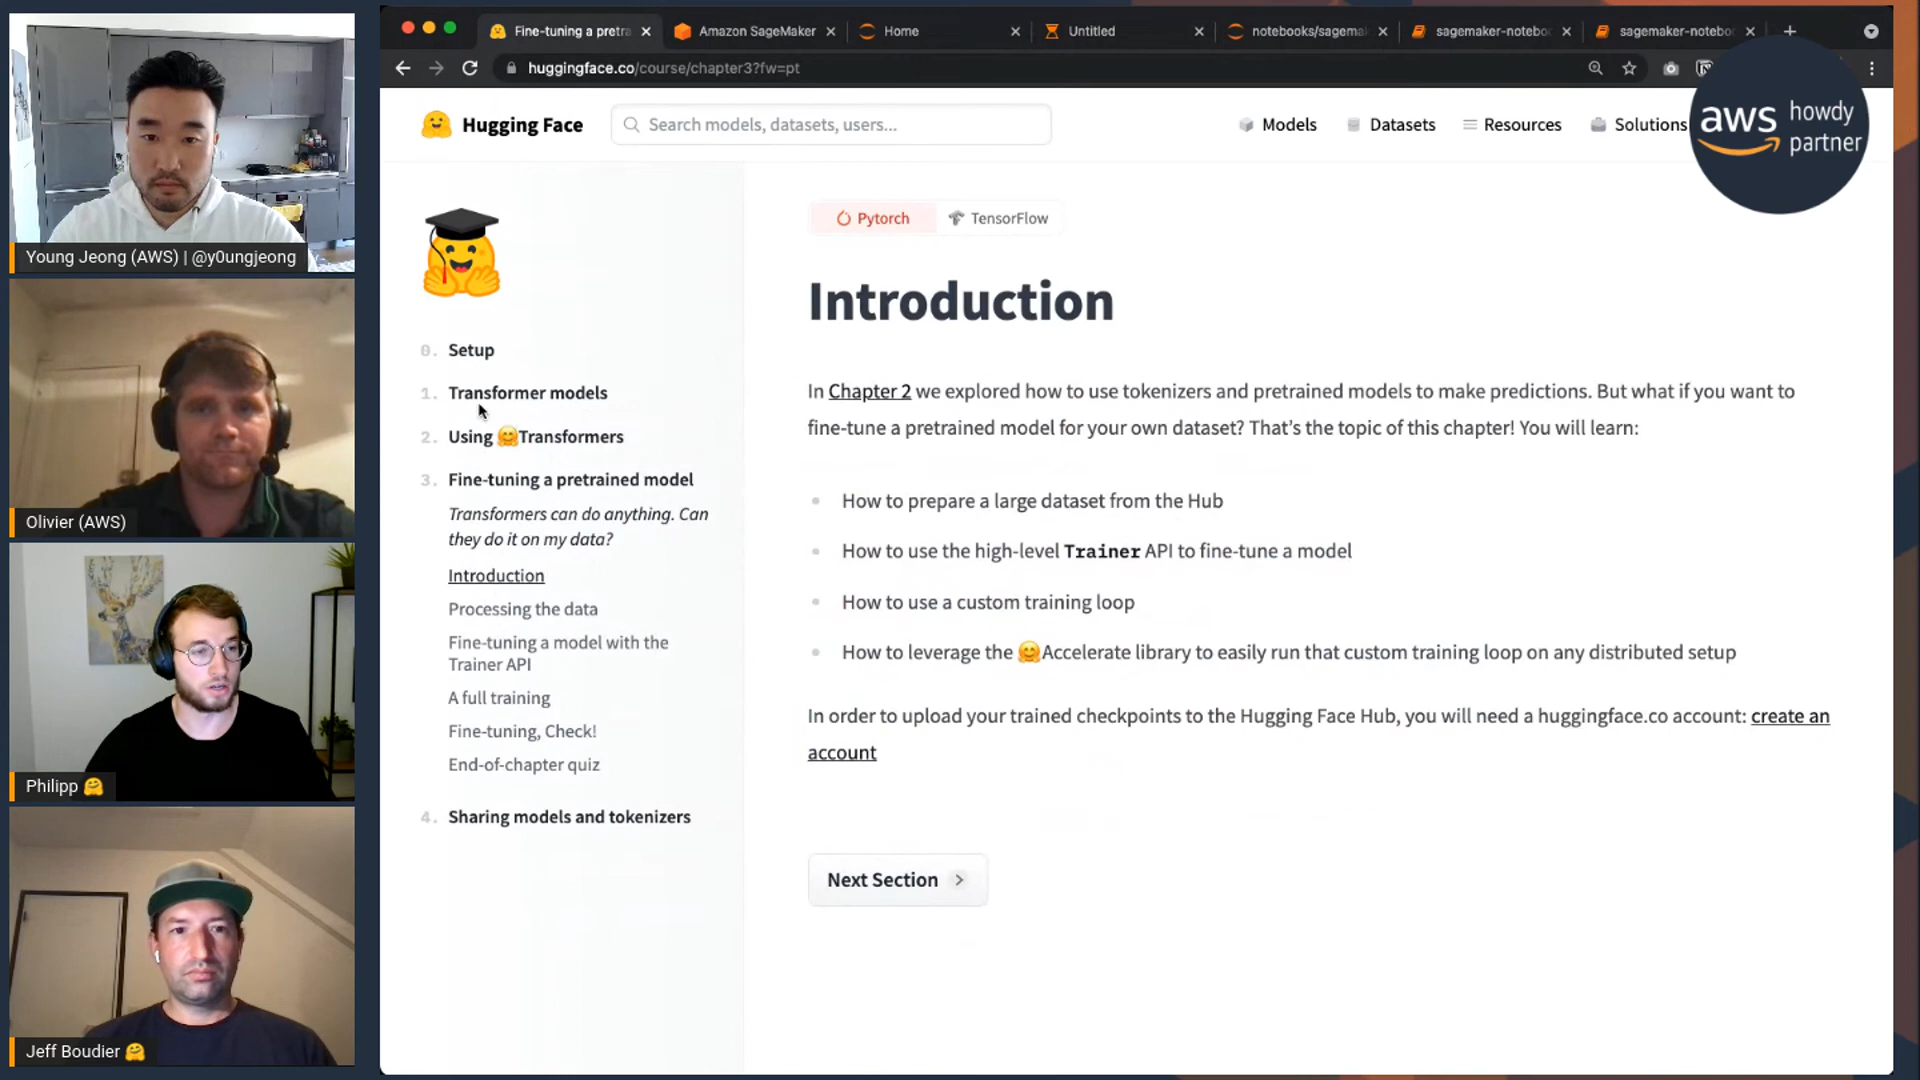 Young Jeong (AWS) | @y0ungjeong
Olivier (AWS)
Philipp 🤗
Jeff Boudier 🤗
Fine-tuning a pretra
Amazon SageMaker
Home
Untitled
notebooks/sagema
sagemaker-notebo
sagemaker-notebo
huggingface.co/course/chapter3?fw=pt
Hugging Face
Search models, datasets, users...
Models
Datasets
Resources
Solutions
aws howdy partner
0. Setup
1. Transformer models
2. Using 🤗Transformers
3. Fine-tuning a pretrained model
Transformers can do anything. Can
they do it on my data?
Introduction
Processing the data
Fine-tuning a model with the
Trainer API
A full training
Fine-tuning, Check!
End-of-chapter quiz
4. Sharing models and tokenizers
Pytorch
TensorFlow
Introduction
In Chapter 2 we explored how to use tokenizers and pretrained models to make predictions. But what if you want to
fine-tune a pretrained model for your own dataset? That's the topic of this chapter! You will learn:
How to prepare a large dataset from the Hub
How to use the high-level Trainer API to fine-tune a model
How to use a custom training loop
How to leverage the 🤗Accelerate library to easily run that custom training loop on any distributed setup
In order to upload your trained checkpoints to the Hugging Face Hub, you will need a huggingface.co account: create an
account
Next Section